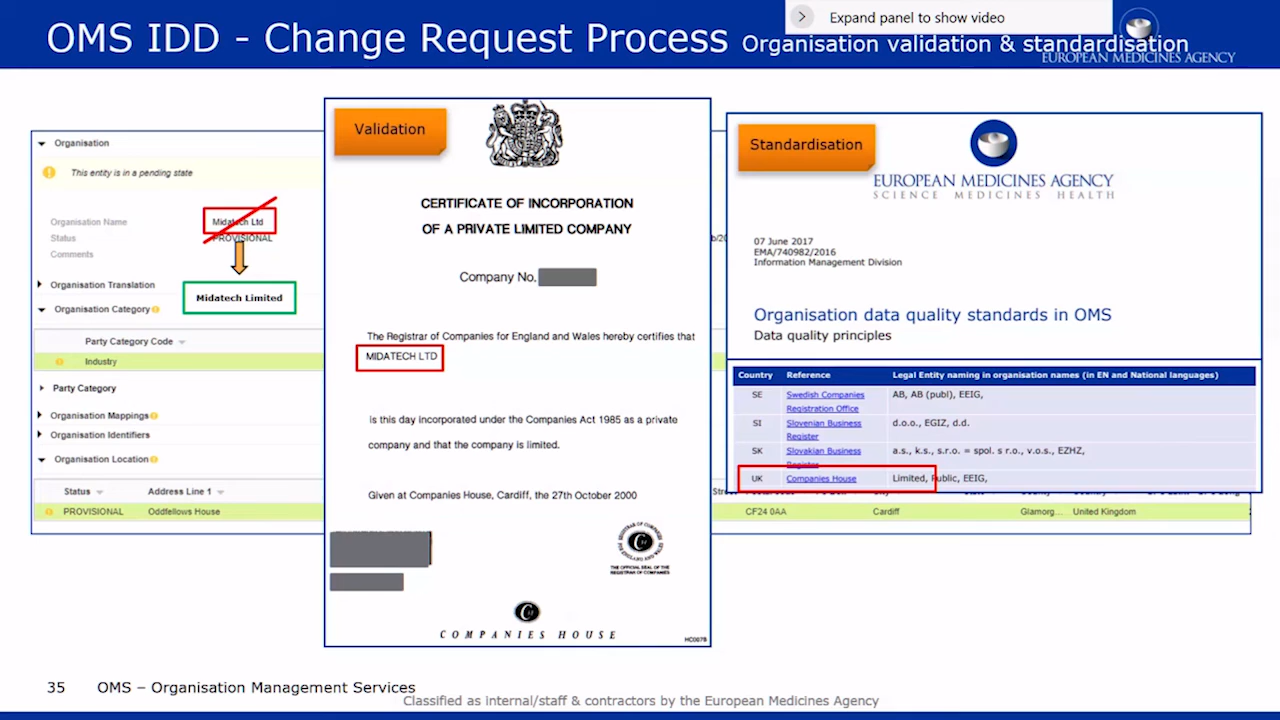 Expand panel to show video
OMS IDD - Change Request Process Organisation validation & standardisation
EUROPEAN MEDICINES AGENCY
Organisation
This entity is in a pending state
Organisation Name
Midatech Ltd
Status
PROVISIONAL
Comments
Organisation Translation
Midatech Limited
Organisation Category
Party Category Code
Industry
Party Category
Organisation Mappings
Organisation Identifiers
Organisation Location
Status Address Line 1
PROVISIONAL Oddfellows House
Validation
CERTIFICATE OF INCORPORATION
OF A PRIVATE LIMITED COMPANY
Company No.
The Registrar of Companies for England and Wales hereby certifies that
MIDATECH LTD
is this day incorporated under the Companies Act 1985 as a private
company and that the company is limited.
Given at Companies House, Cardiff, the 27th October 2000
THE OFFICIAL SEAL OF THE
REGISTRAR OF COMPANIES
COMPANIES HOUSE
HC007B
Standardisation
EUROPEAN MEDICINES AGENCY
SCIENCE MEDICINES HEALTH
07 June 2017
EMA/740982/2016
Information Management Division
Organisation data quality standards in OMS
Data quality principles
Country Reference Legal Entity naming in organisation names (in EN and National languages)
SE Swedish Companies Registration Office AB, AB (publ), EEIG,
SI Slovenian Business Register d.o.o., EGIZ, d.d.
SK Slovakian Business Register a.s., k.s., s.r.o. = spol. s r.o., v.o.s., EZHZ,
UK Companies House Limited, Public, EEIG,
CF24 0AA Cardiff Glamorg... United Kingdom
35 OMS – Organisation Management Services
Classified as internal/staff & contractors by the European Medicines Agency